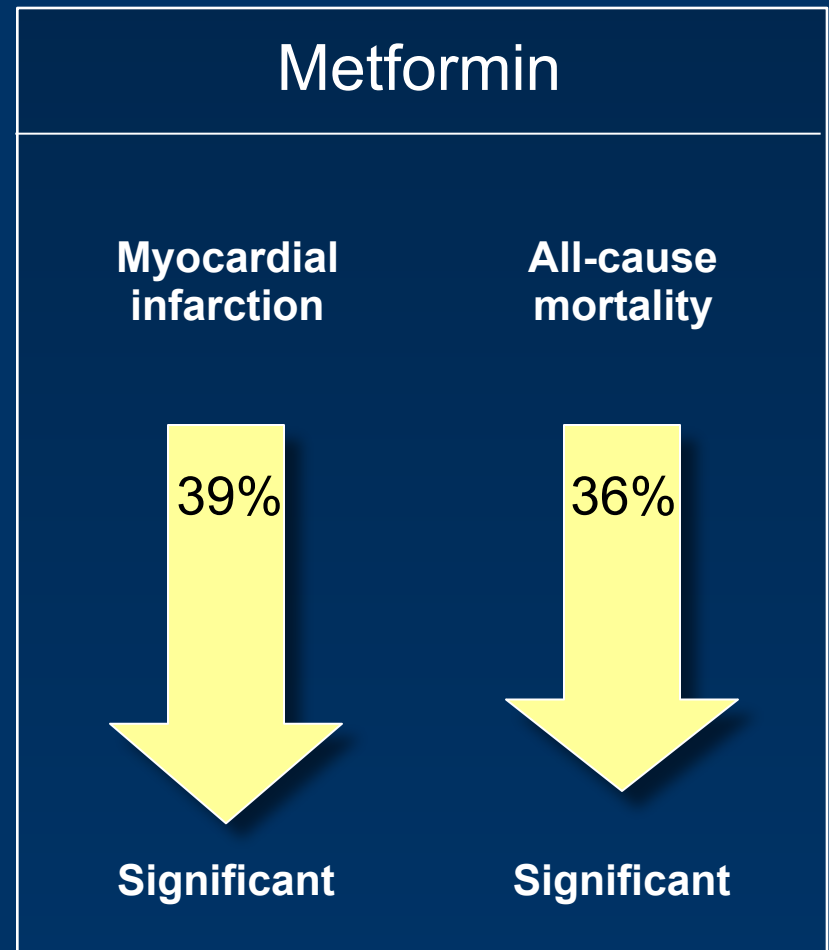 Metformin
Myocardial
infarction
All-cause
mortality
39%
36%
Significant
Significant